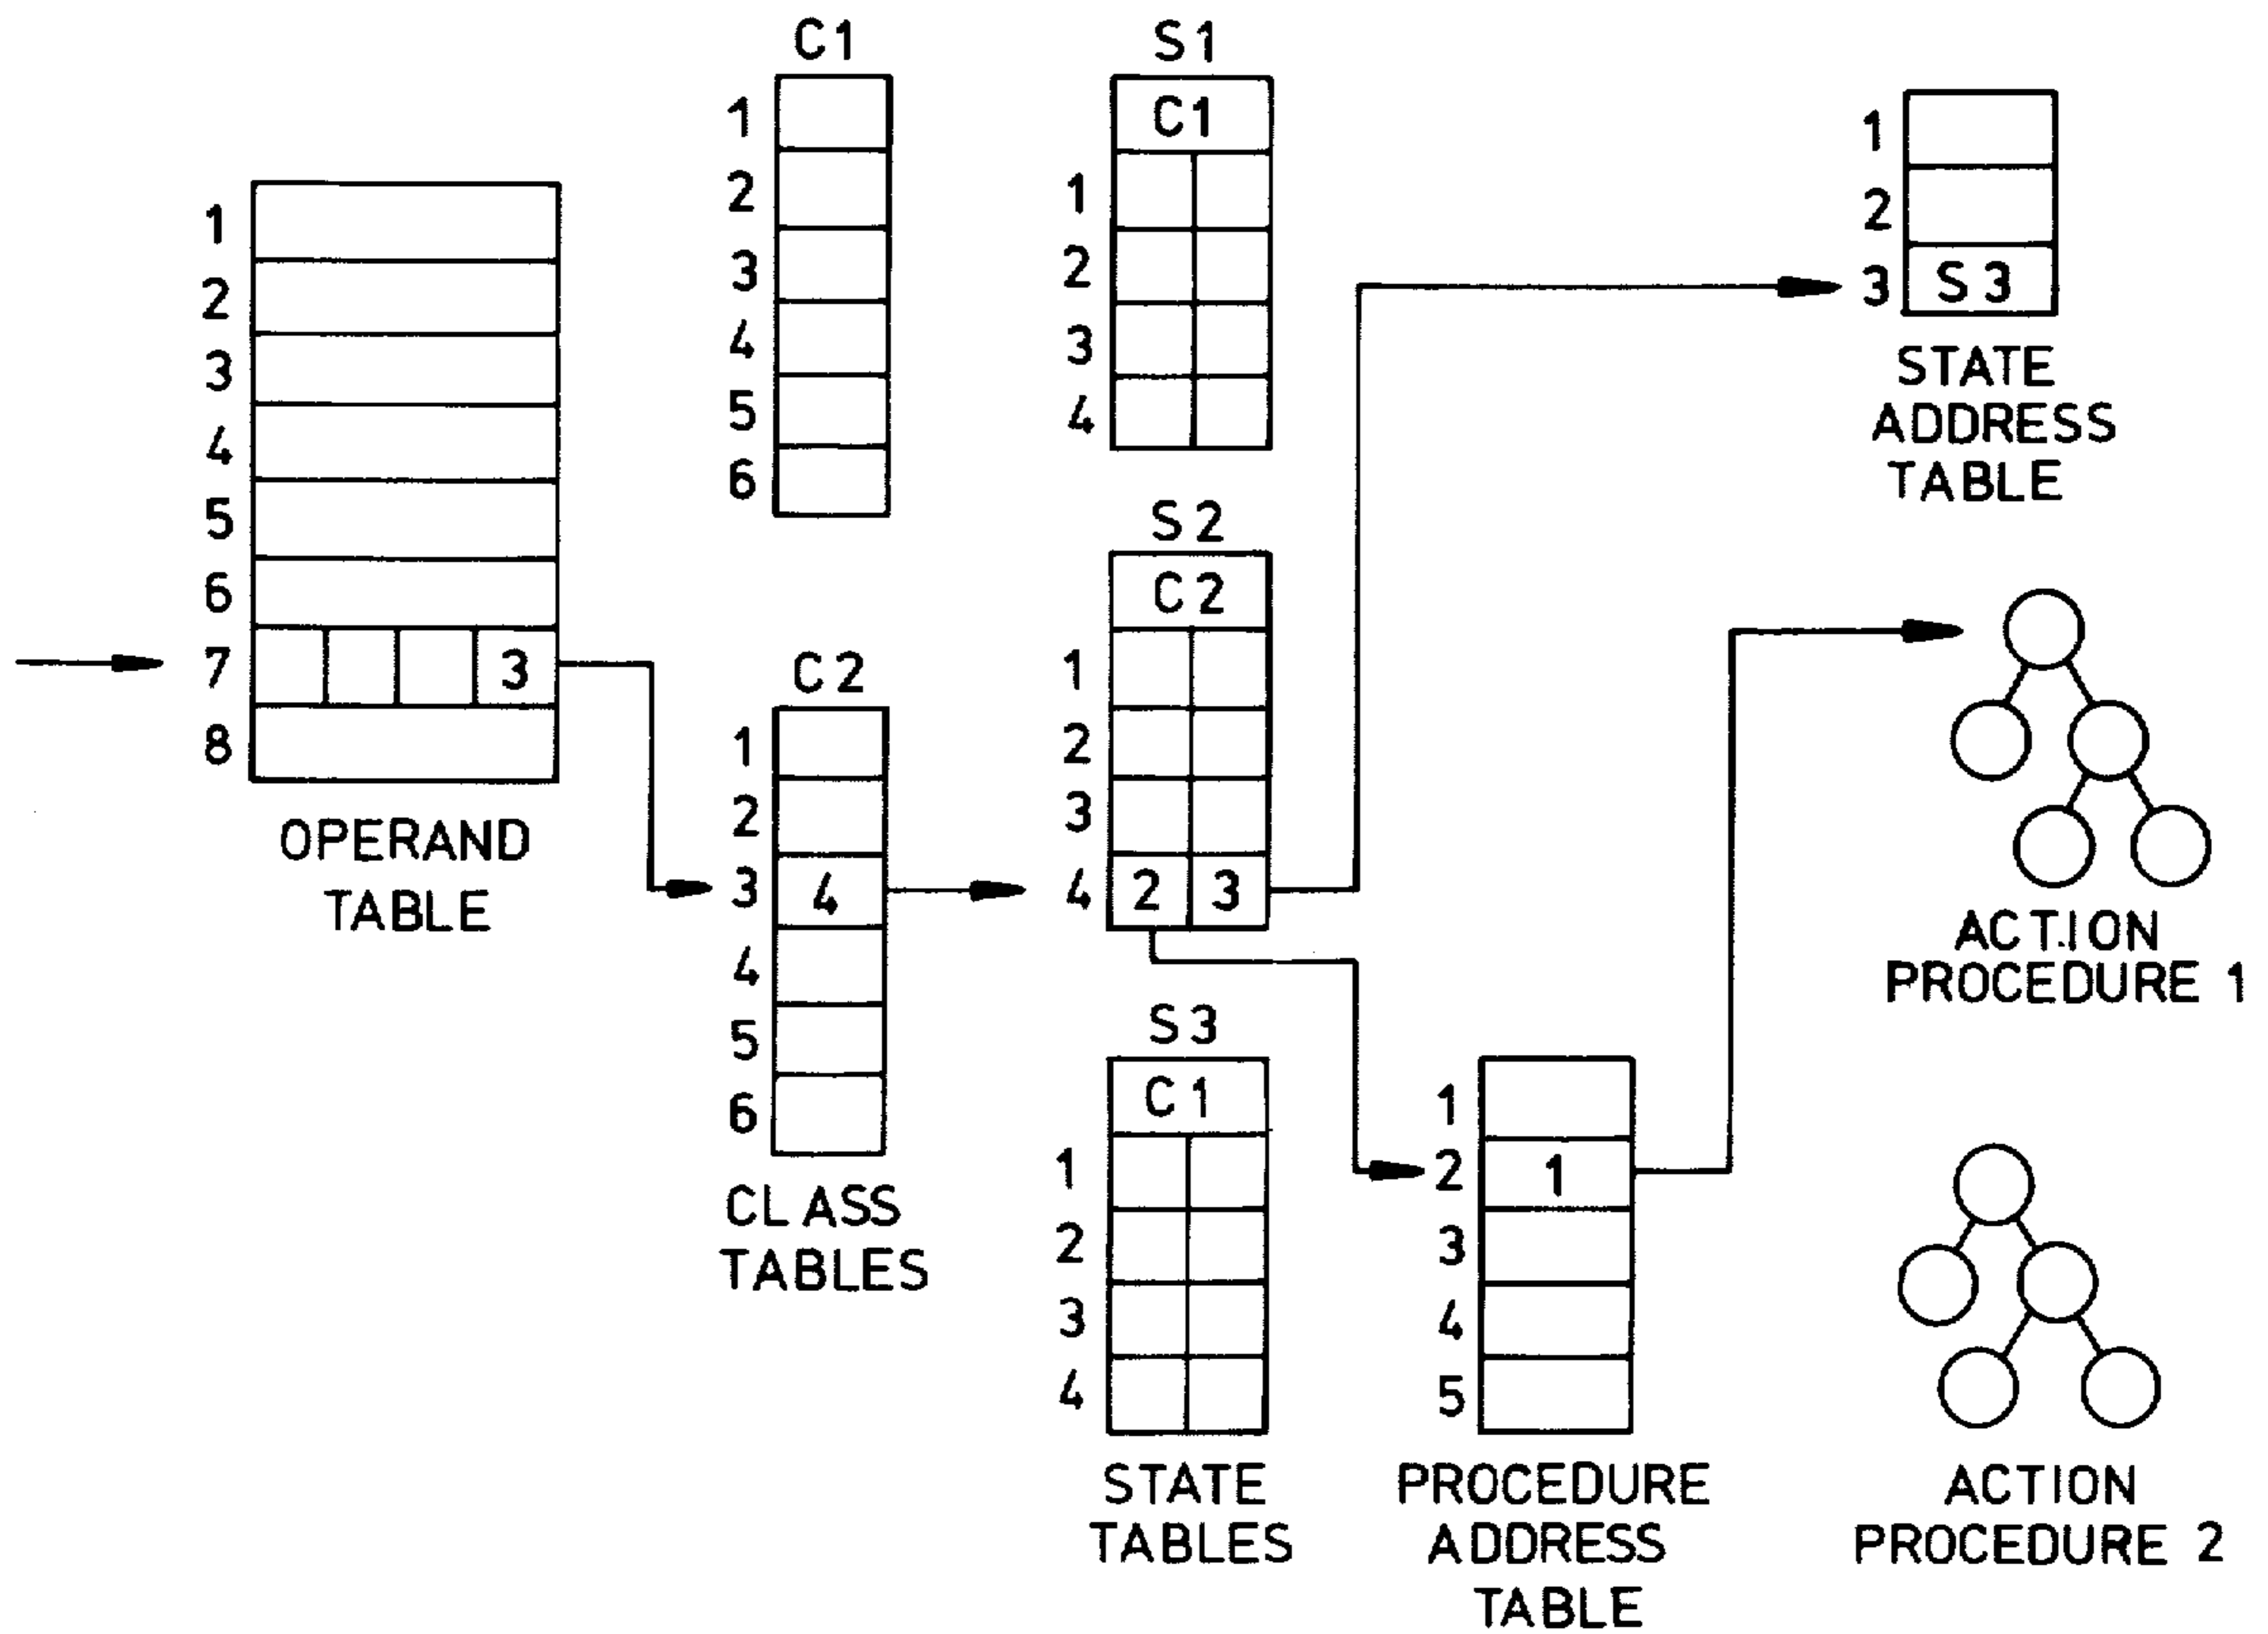 1
2
3
4
5
6
7 3
8
OPERAND
TABLE
C1
1
2
3
4
5
6
C2
1
2
3 4
4
5
6
CLASS
TABLES
S1
C1
1
2
3
4
S2
C2
1
2
3
4 2 3
S3
C1
1
2
3
4
STATE
TABLES
1
2 1
3
4
5
PROCEDURE
ADDRESS
TABLE
1
2
3 S3
STATE
ADDRESS
TABLE
ACTION
PROCEDURE 1
ACTION
PROCEDURE 2